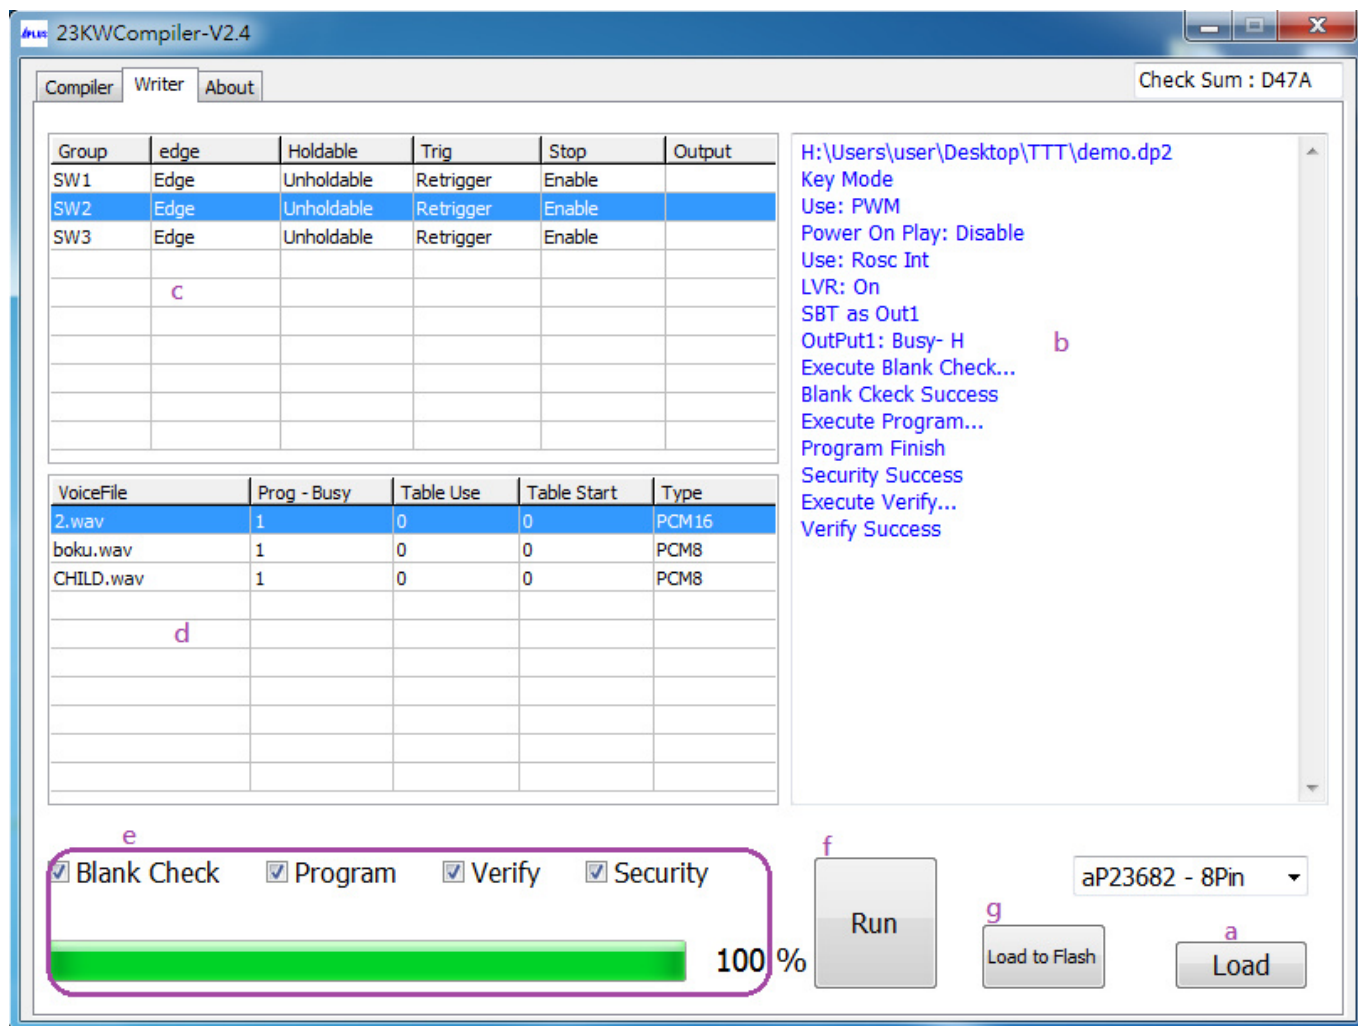 23KWCompiler-V2.4
Compiler Writer About
Check Sum : D47A
Group edge Holdable Trig Stop Output
SW1 Edge Unholdable Retrigger Enable
SW2 Edge Unholdable Retrigger Enable
SW3 Edge Unholdable Retrigger Enable
c
H:\Users\user\Desktop\TTT\demo.dp2
Key Mode
Use: PWM
Power On Play: Disable
Use: Rosc Int
LVR: On
SBT as Out1
OutPut1: Busy- H
b
Execute Blank Check...
Blank Ckeck Success
Execute Program...
Program Finish
Security Success
Execute Verify...
Verify Success
VoiceFile Prog - Busy Table Use Table Start Type
2.wav 1 0 0 PCM16
boku.wav 1 0 0 PCM8
CHILD.wav 1 0 0 PCM8
d
e
Blank Check Program Verify Security
100 %
f
Run
g
Load to Flash
aP23682 - 8Pin
a
Load